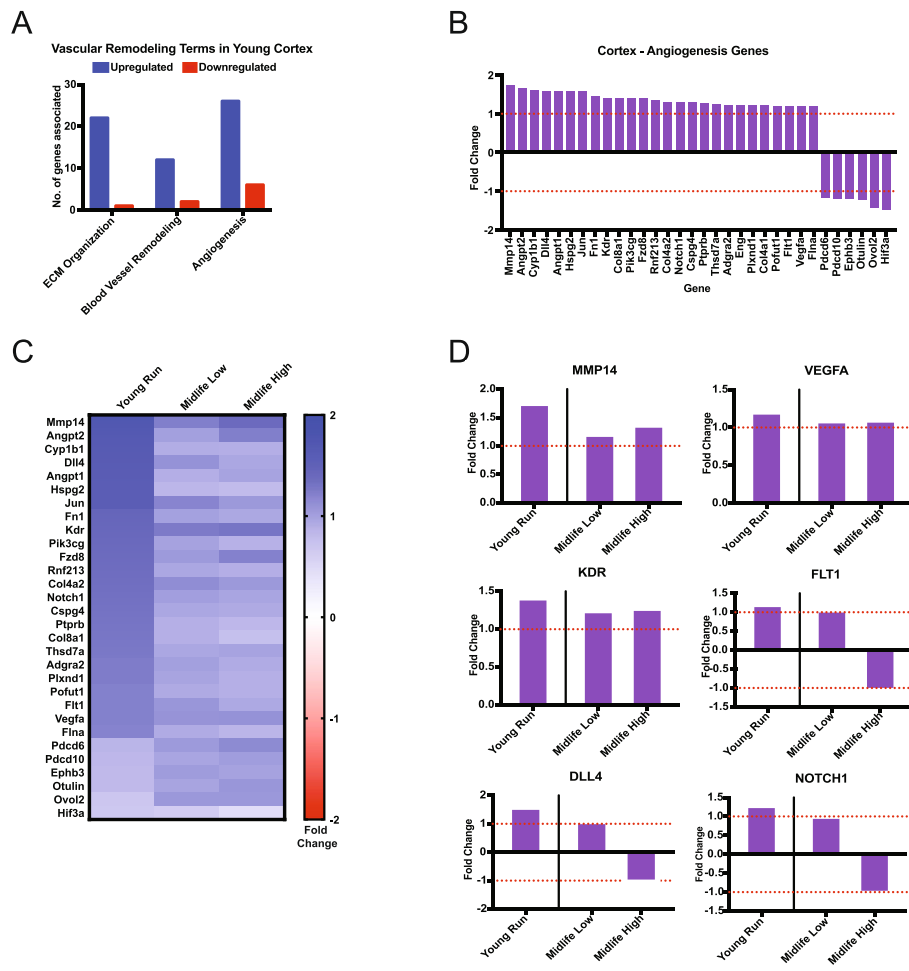 A
Vascular Remodeling Terms in Young Cortex
Upregulated Downregulated
No. of genes associated
30
20
10
0
ECM Organization
Blood Vessel Remodeling
Angiogenesis
B
Cortex - Angiogenesis Genes
Fold Change
2
1
0
-1
-2
Mmp14
Angpt2
Cyp1b1
Dll4
Angpt1
Hspg2
Jun
Fn1
Kdr
Col8a1
Pik3cg
Fzd8
Rnf213
Col4a2
Notch1
Cspg4
Ptprb
Thsd7a
Adgra2
Eng
Plxnd1
Col4a1
Pofut1
Flt1
Vegfa
Flna
Pdcd6
Pdcd10
Ephb3
Otulin
Ovol2
Hif3a
Gene
C
Young Run
Midlife Low
Midlife High
Mmp14
Angpt2
Cyp1b1
Dll4
Angpt1
Hspg2
Jun
Fn1
Kdr
Pik3cg
Fzd8
Rnf213
Col4a2
Notch1
Cspg4
Ptprb
Col8a1
Thsd7a
Adgra2
Plxnd1
Pofut1
Flt1
Vegfa
Flna
Pdcd6
Pdcd10
Ephb3
Otulin
Ovol2
Hif3a
2
1
0
-1
-2
Fold
Change
D
MMP14
Fold Change
2.0
1.5
1.0
0.5
0.0
Young Run
Midlife Low
Midlife High
VEGFA
Fold Change
1.5
1.0
0.5
0.0
Young Run
Midlife Low
Midlife High
KDR
Fold Change
1.5
1.0
0.5
0.0
Young Run
Midlife Low
Midlife High
FLT1
Fold Change
1.5
1.0
0.5
0.0
-0.5
-1.0
-1.5
Young Run
Midlife Low
Midlife High
DLL4
Fold Change
2
1
0
-1
-2
Young Run
Midlife Low
Midlife High
NOTCH1
Fold Change
1.5
1.0
0.5
0.0
-0.5
-1.0
-1.5
Young Run
Midlife Low
Midlife High